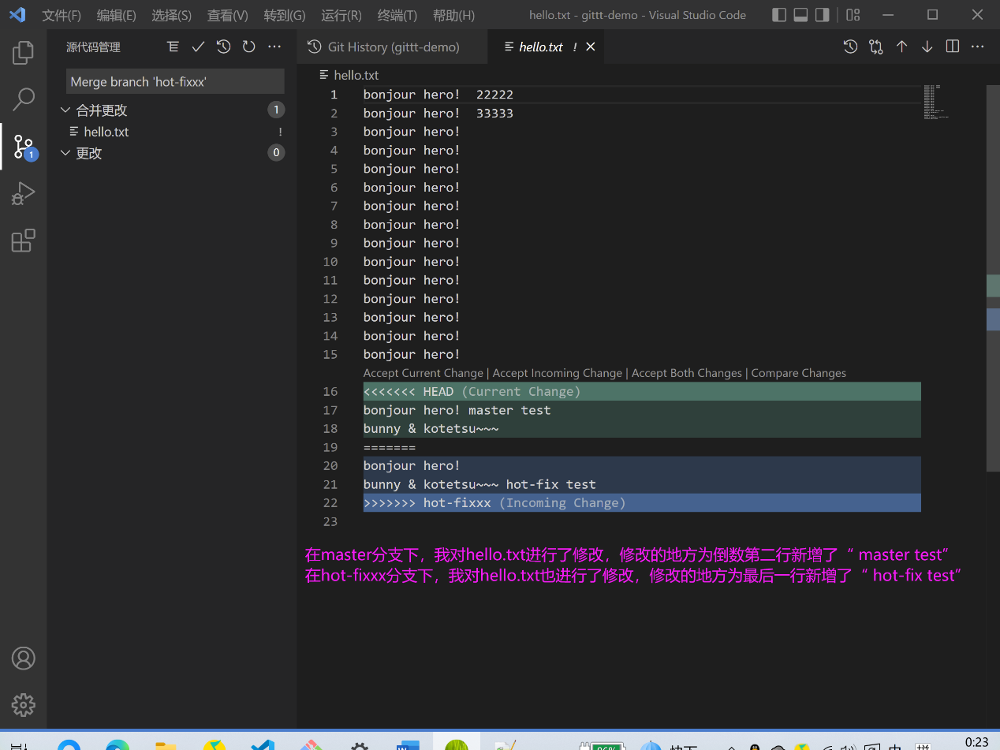 文件(F) 编辑(E) 选择(S) 查看(V) 转到(G) 运行(R) 终端(T) 帮助(H) hello.txt - gittt-demo - Visual Studio Code
源代码管理
Git History (gittt-demo) hello.txt !
hello.txt
Merge branch 'hot-fixxx'
合并更改 1
hello.txt !
更改 0
1
1 bonjour hero!  22222
2 bonjour hero!  33333
3 bonjour hero!
4 bonjour hero!
5 bonjour hero!
6 bonjour hero!
7 bonjour hero!
8 bonjour hero!
9 bonjour hero!
10 bonjour hero!
11 bonjour hero!
12 bonjour hero!
13 bonjour hero!
14 bonjour hero!
15 bonjour hero!
Accept Current Change | Accept Incoming Change | Accept Both Changes | Compare Changes
16 <<<<<<< HEAD (Current Change)
17 bonjour hero! master test
18 bunny & kotetsu~~~
19 =======
20 bonjour hero!
21 bunny & kotetsu~~~ hot-fix test
22 >>>>>>> hot-fixxx (Incoming Change)
23
在master分支下，我对hello.txt进行了修改，修改的地方为倒数第二行新增了“ master test”
在hot-fixxx分支下，我对hello.txt也进行了修改，修改的地方为最后一行新增了“ hot-fix test”
96% 0:23